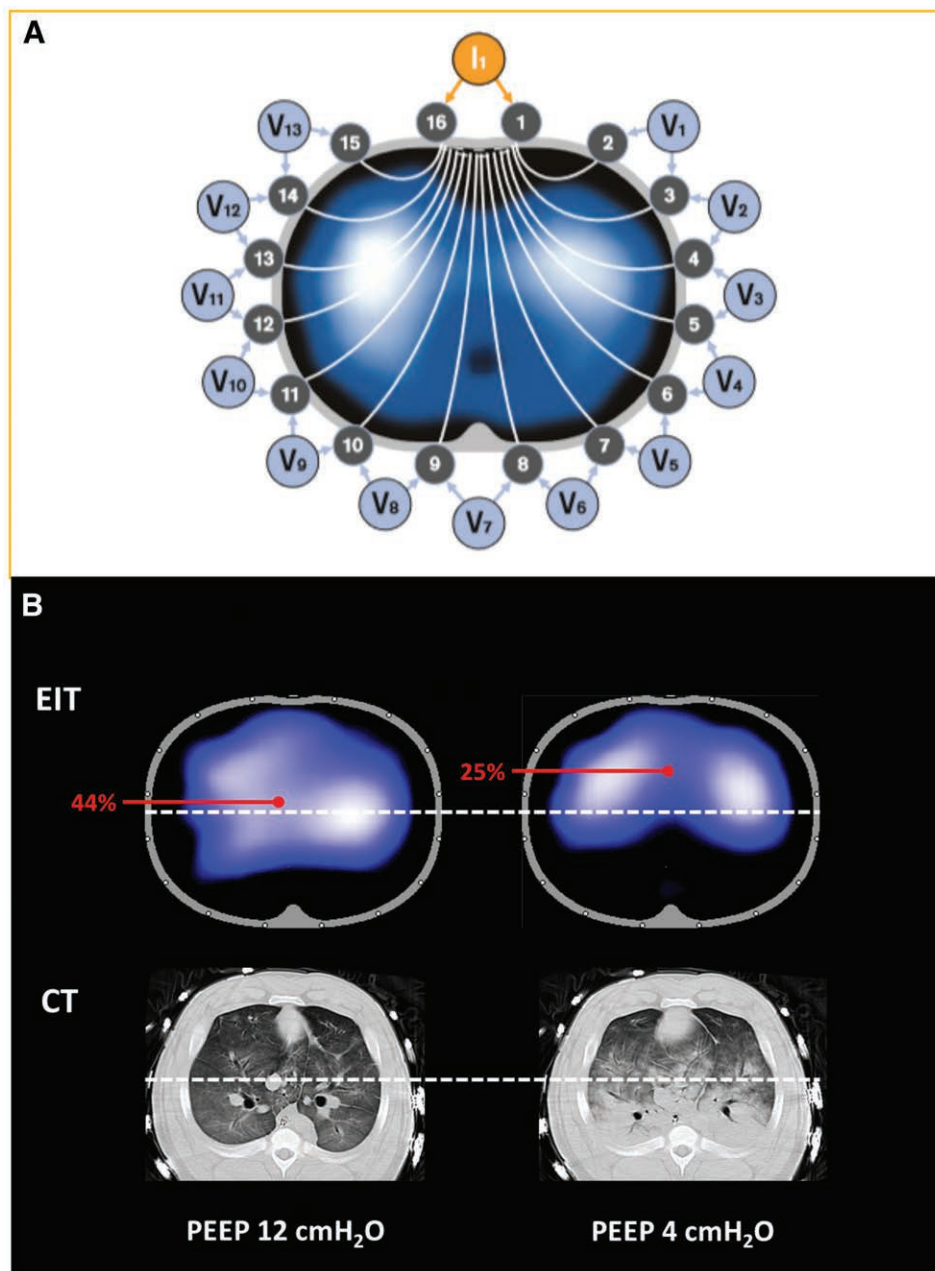 A
I1
16 1
V13 15 2 V1
14 3
V12 V2
13 4
V11 V3
12 5
V10 V4
11 6
10 7
V9 9 8 V5
V8 V6
V7
B
EIT
44%
25%
CT
PEEP 12 cmH2O
PEEP 4 cmH2O